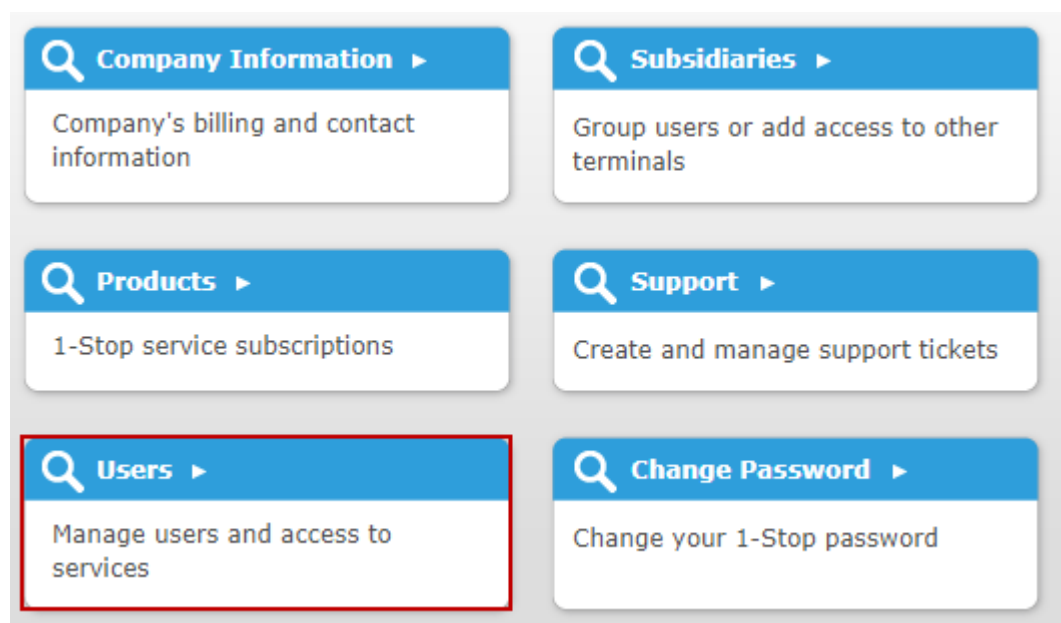 Company Information ►
Company's billing and contact
information
Subsidiaries ►
Group users or add access to other
terminals
Products ►
1-Stop service subscriptions
Support ►
Create and manage support tickets
Users ►
Manage users and access to
services
Change Password ►
Change your 1-Stop password